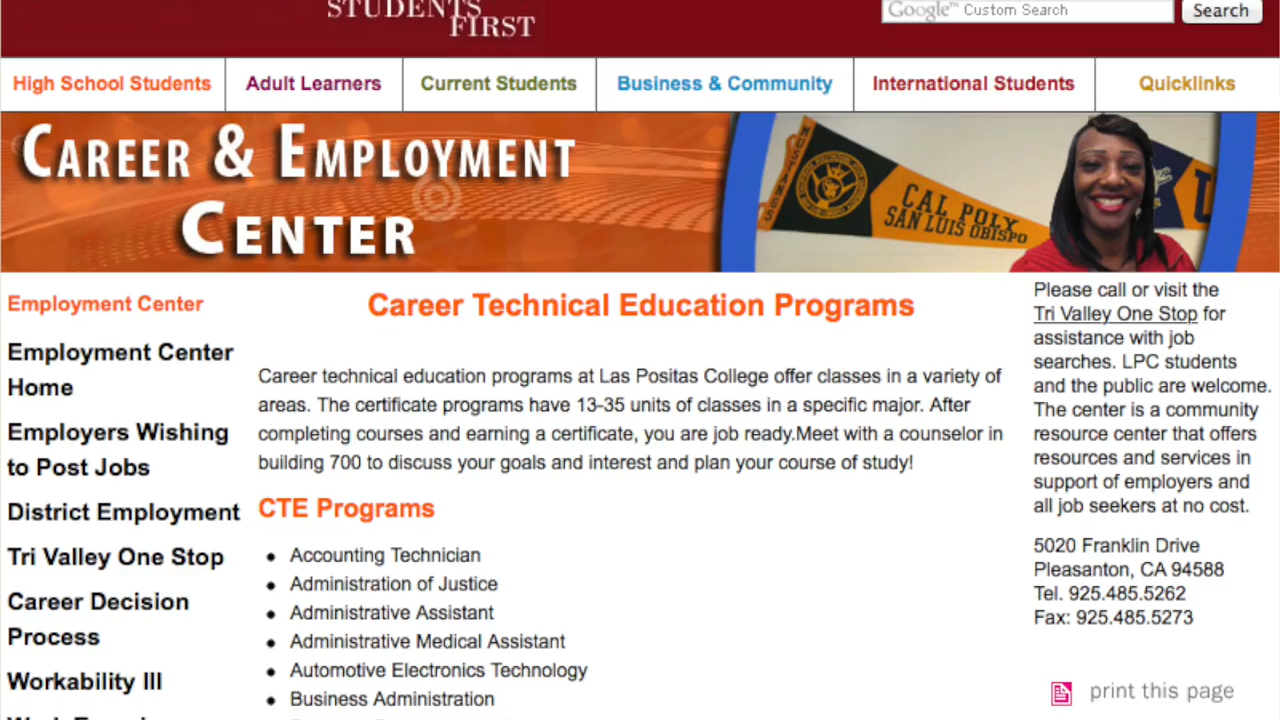 STUDENTS
FIRST
Google™ Custom Search
Search
High School Students
Adult Learners
Current Students
Business & Community
International Students
Quicklinks
CAREER & EMPLOYMENT
CENTER
MUSTANGS
CAL POLY
SAN LUIS OBISPO
Employment Center
Employment Center
Home
Employers Wishing
to Post Jobs
District Employment
Tri Valley One Stop
Career Decision
Process
Workability III
Career Technical Education Programs
Career technical education programs at Las Positas College offer classes in a variety of
areas. The certificate programs have 13-35 units of classes in a specific major. After
completing courses and earning a certificate, you are job ready.Meet with a counselor in
building 700 to discuss your goals and interest and plan your course of study!
CTE Programs
Accounting Technician
Administration of Justice
Administrative Assistant
Administrative Medical Assistant
Automotive Electronics Technology
Business Administration
Please call or visit the
Tri Valley One Stop for
assistance with job
searches. LPC students
and the public are welcome.
The center is a community
resource center that offers
resources and services in
support of employers and
all job seekers at no cost.
5020 Franklin Drive
Pleasanton, CA 94588
Tel. 925.485.5262
Fax: 925.485.5273
print this page